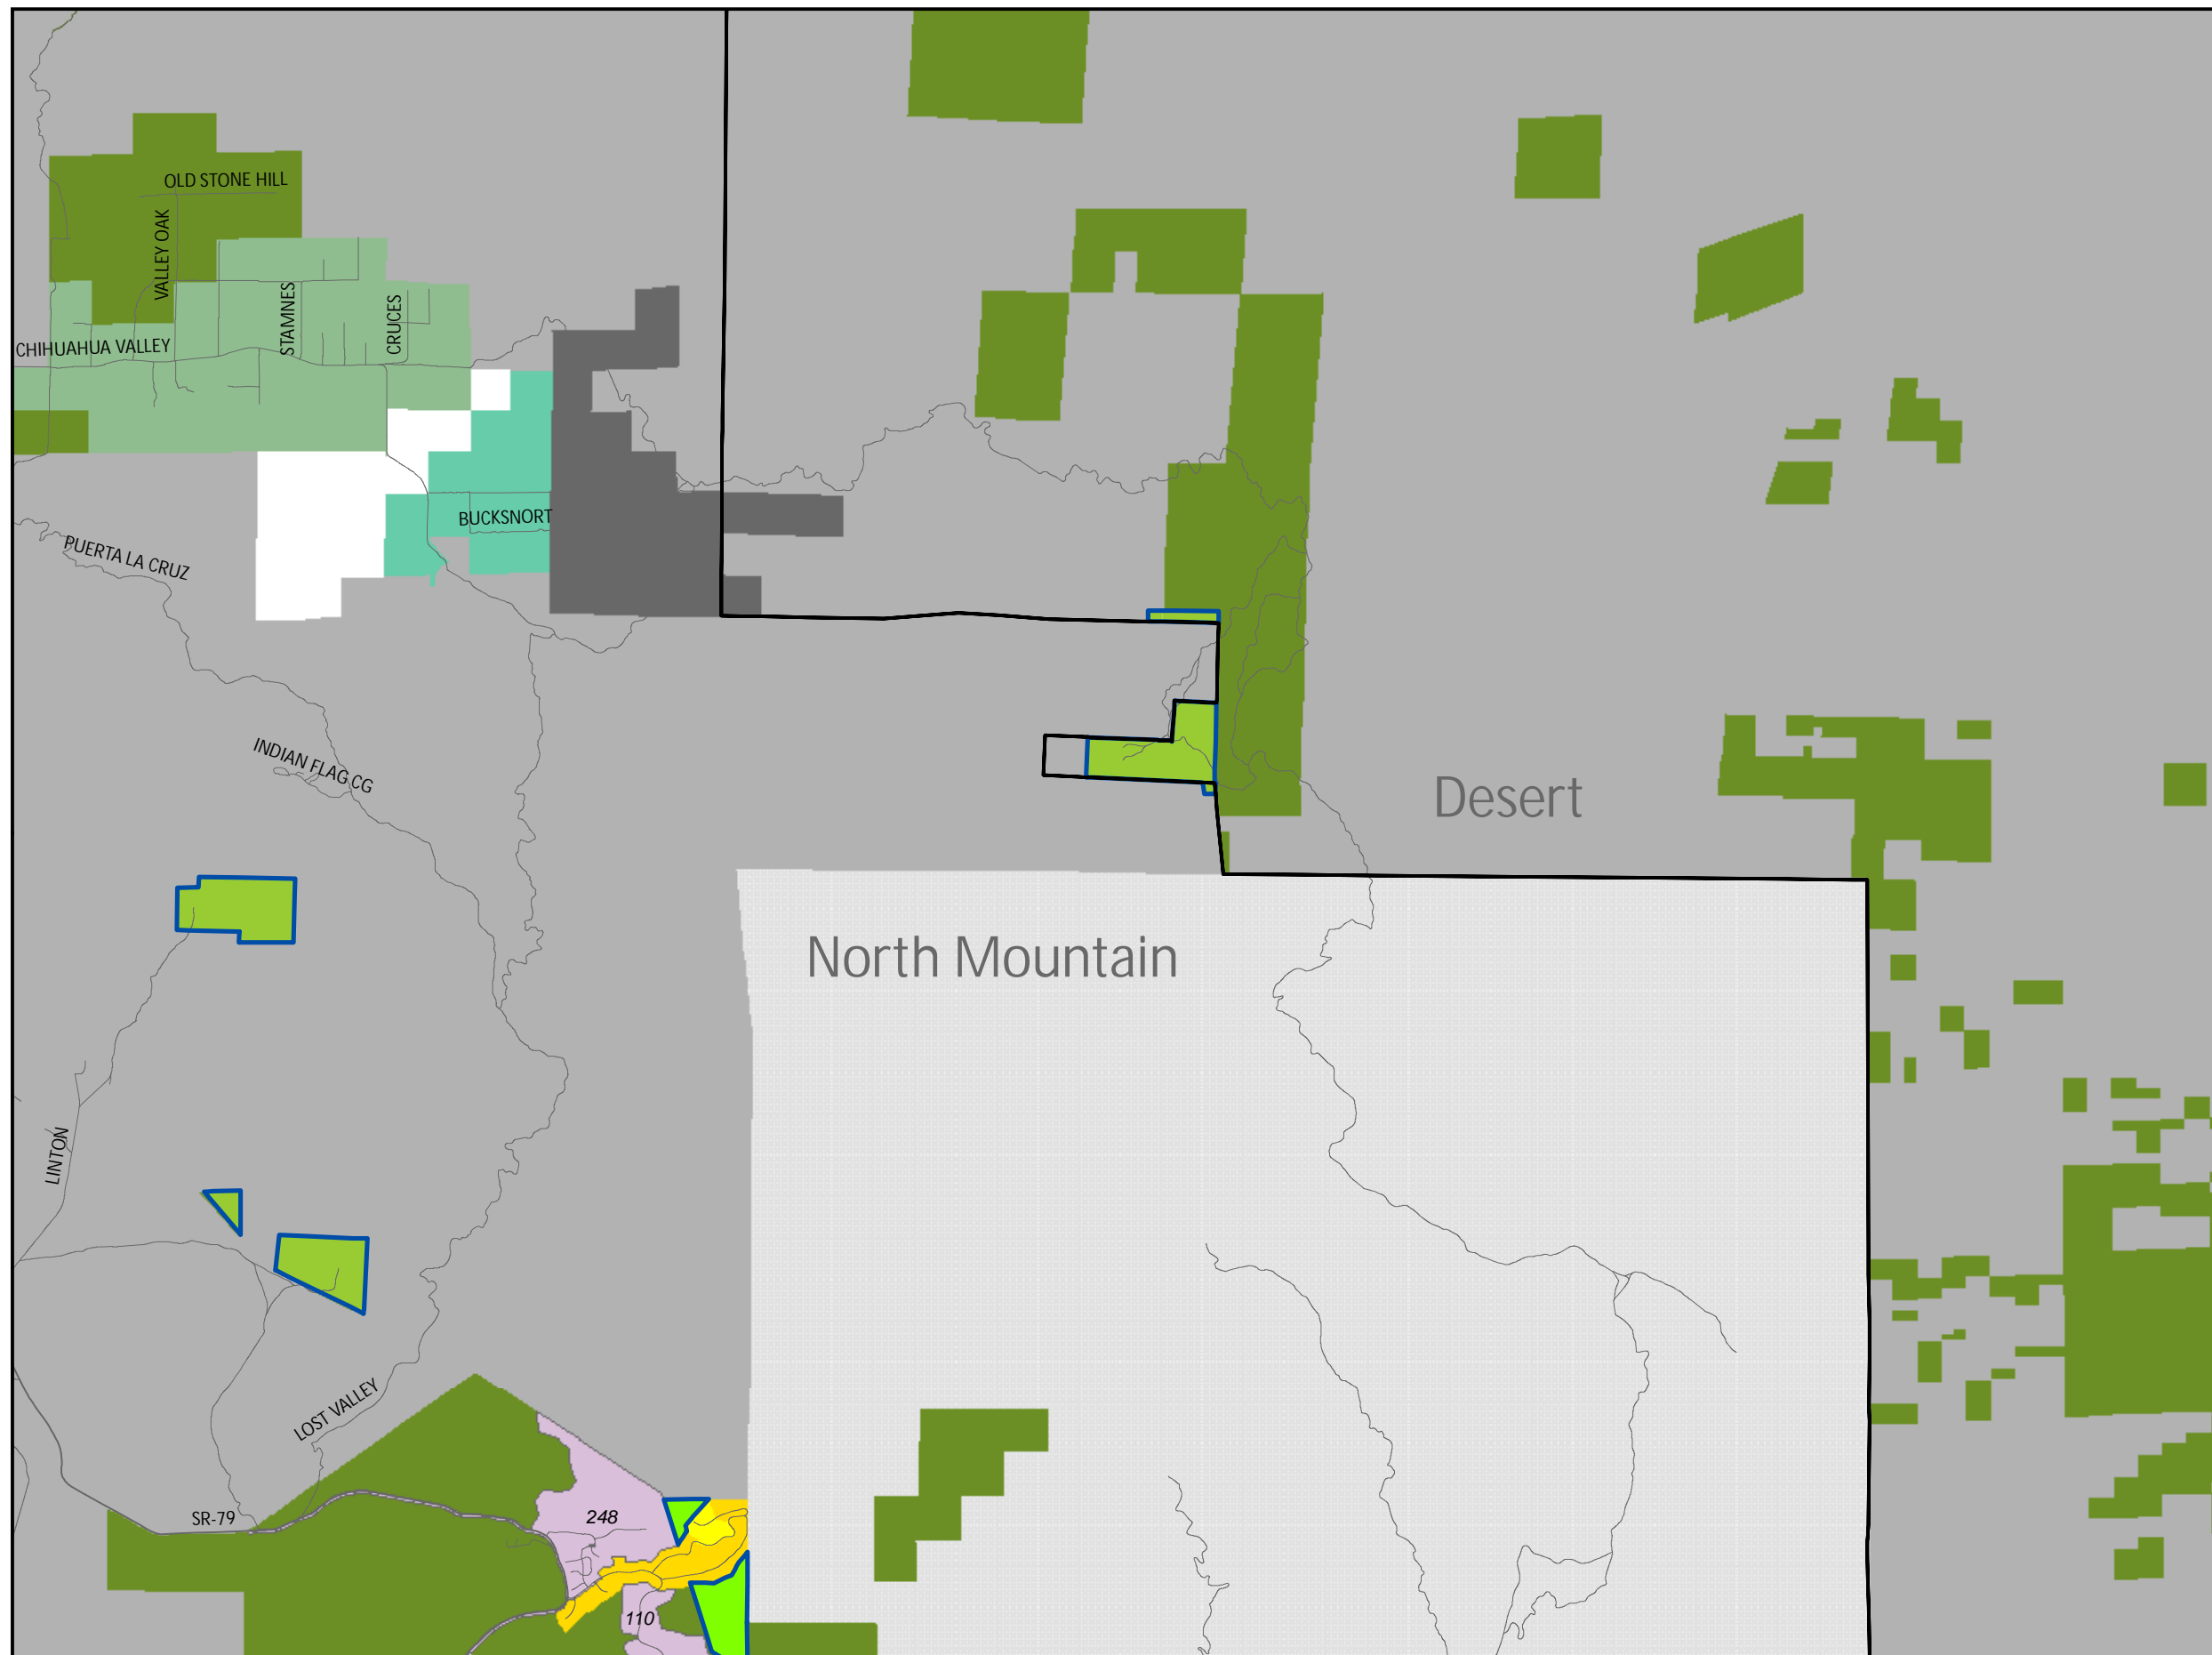 OLD STONE HILL
VALLEY OAK
STAMNES
CRUCES
CHIHUAHUA VALLEY
BUCKSNORT
PUERTA LA CRUZ
INDIAN FLAG CG
Desert
North Mountain
LINTON
LOST VALLEY
SR-79
248
110